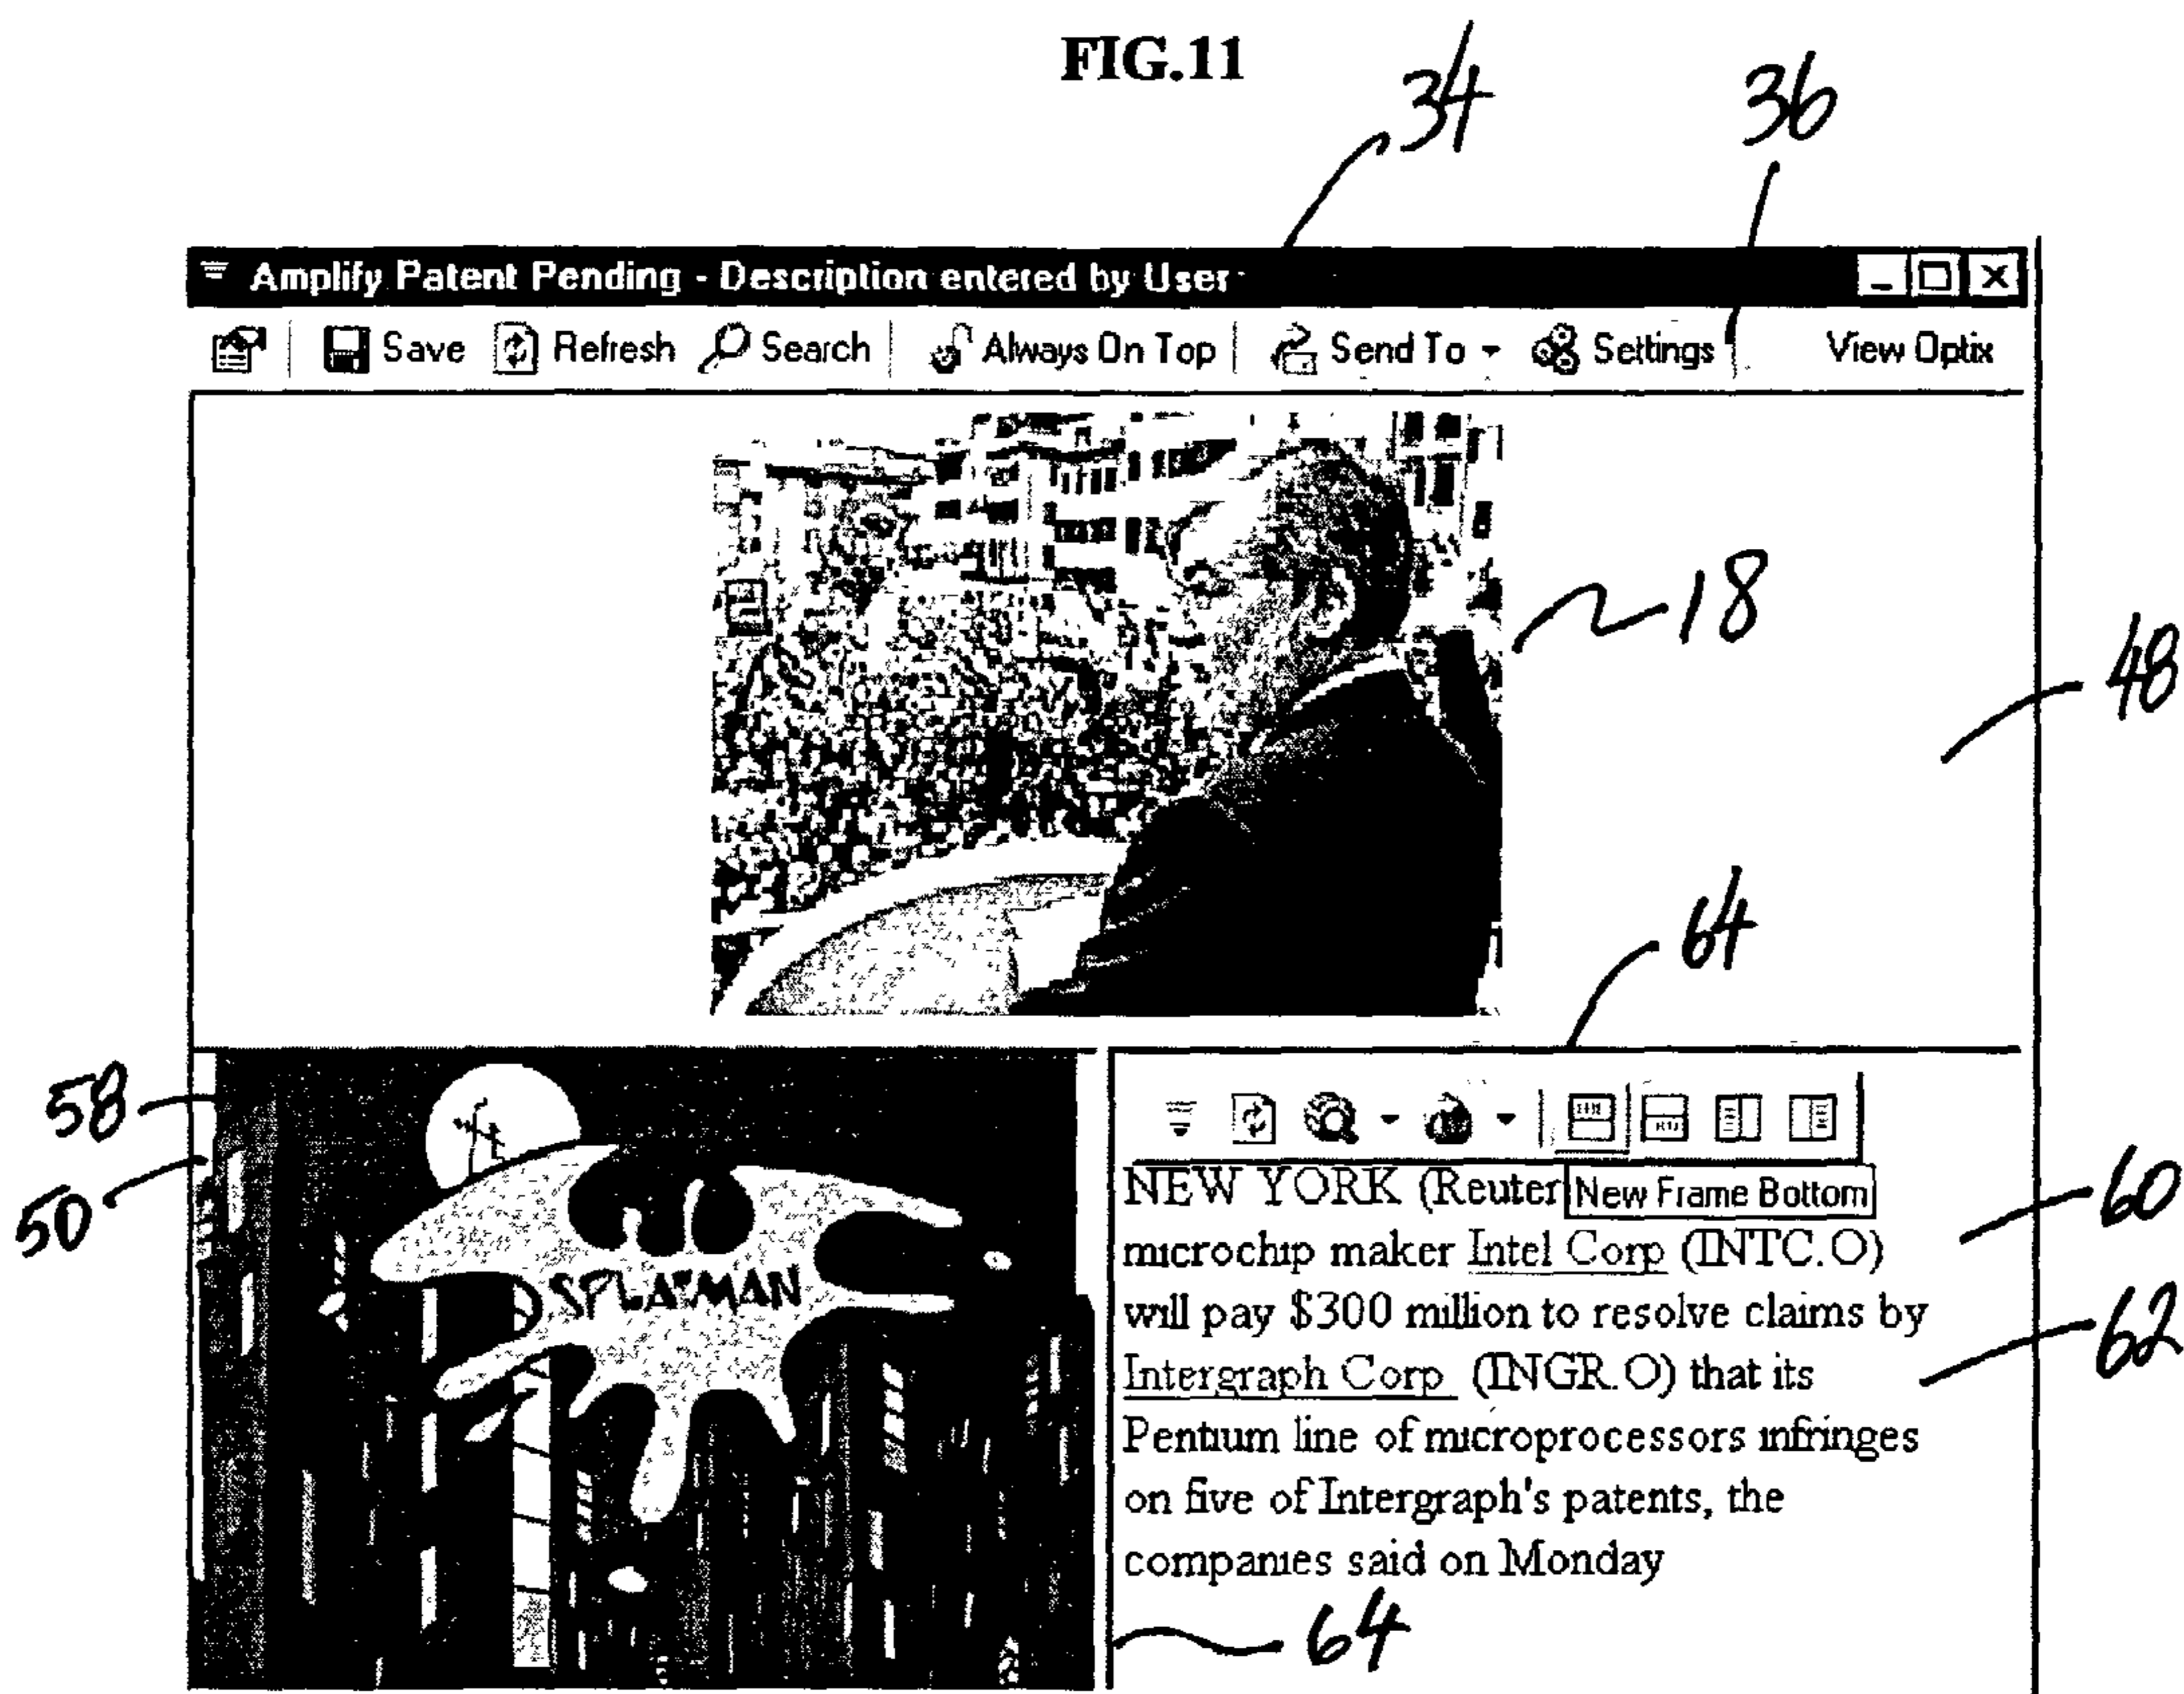 FIG.11
34
36
Amplify Patent Pending - Description entered by User
Save Refresh Search Always On Top Send To Settings View Optix
18
48
64
58
50
SPLATMAN
NEW YORK (Reuter
New Frame Bottom
microchip maker Intel Corp (INTC.O)
will pay $300 million to resolve claims by
Intergraph Corp (INGR.O) that its
Pentium line of microprocessors infringes
on five of Intergraph's patents, the
companies said on Monday
60
62
64